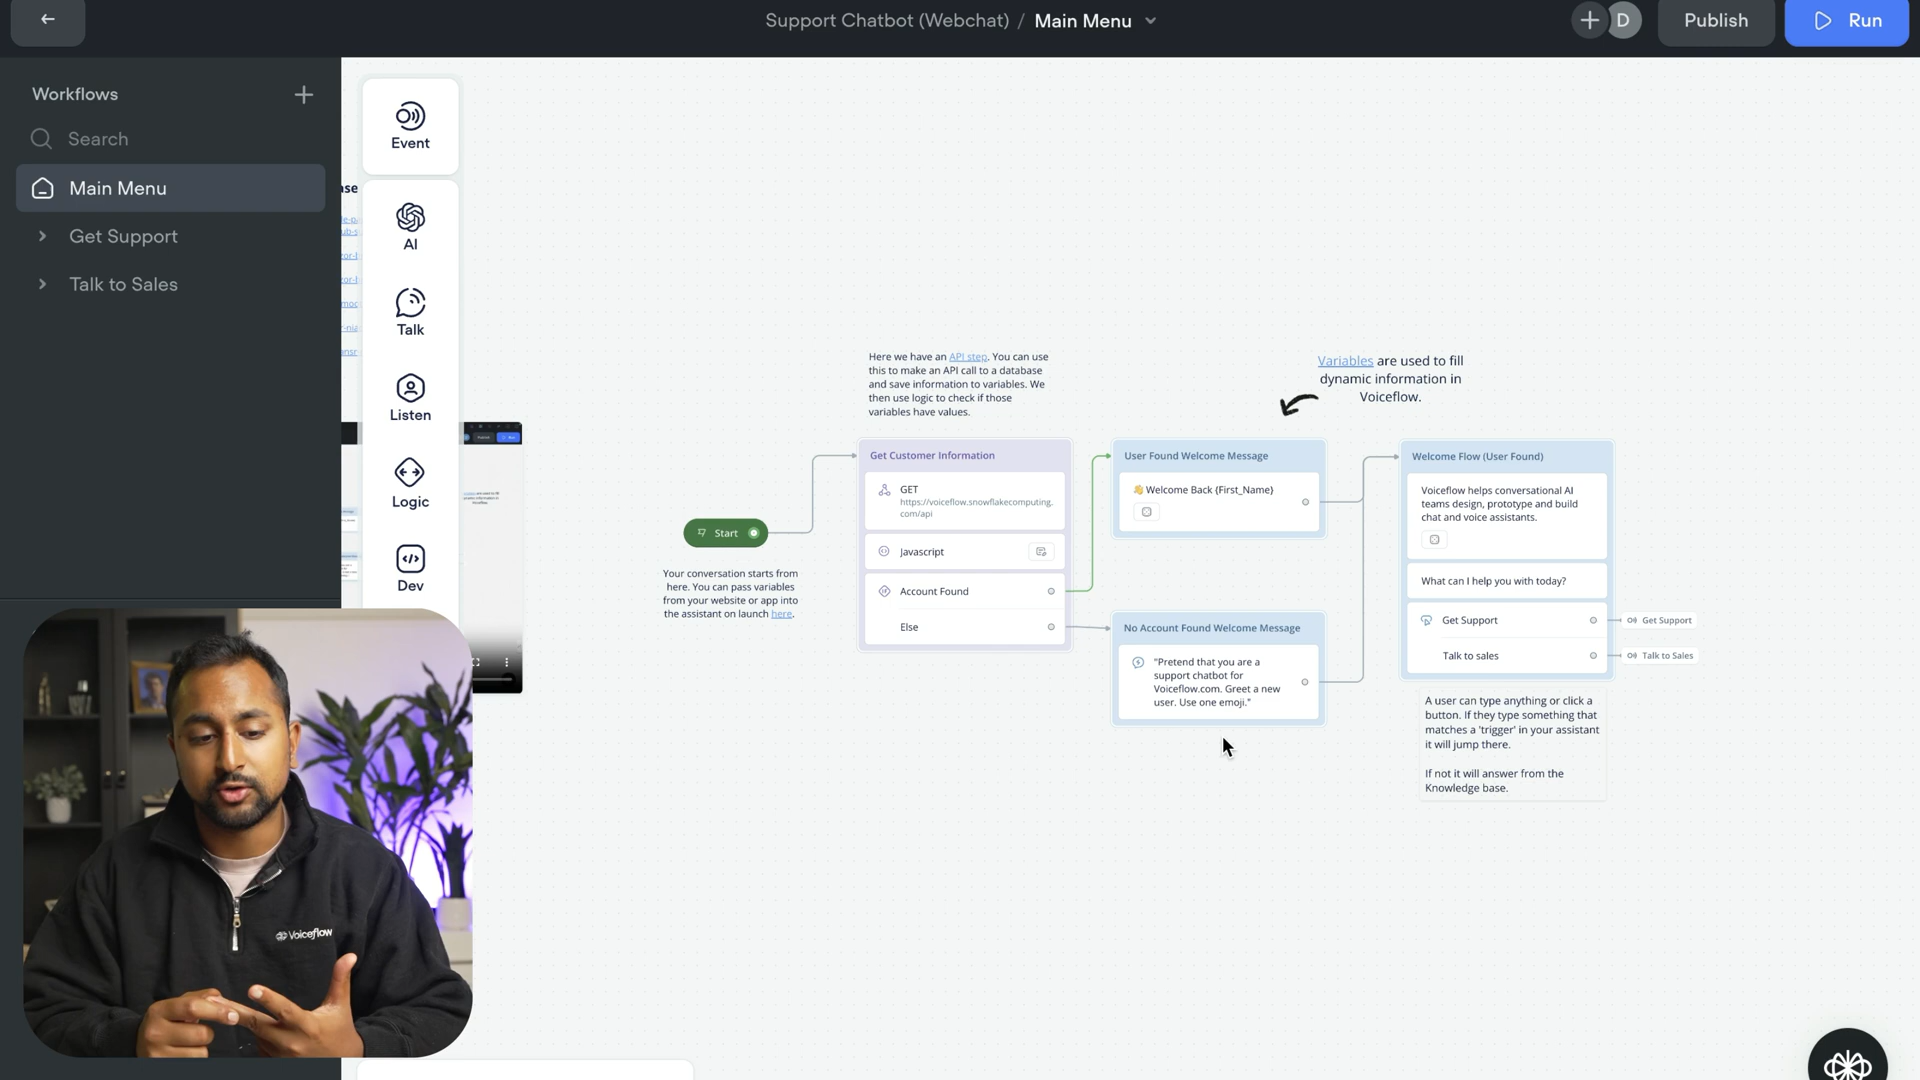 Support Chatbot (Webchat) / Main Menu
D
Publish
Run
Workflows
Search
Main Menu
Get Support
Talk to Sales
Event
AI
Talk
Listen
Logic
Dev
Here we have an API step. You can use
this to make an API call to a database
and save information to variables. We
then use logic to check if those
variables have values.
Variables are used to fill
dynamic information in
Voiceflow.
Start
Your conversation starts from
here. You can pass variables
from your website or app into
the assistant on launch here.
Get Customer Information
GET
https://voiceflow.snowflakecomputing.
com/api
Javascript
Account Found
Else
User Found Welcome Message
👋 Welcome Back {First_Name}
No Account Found Welcome Message
"Pretend that you are a
support chatbot for
Voiceflow.com. Greet a new
user. Use one emoji."
Welcome Flow (User Found)
Voiceflow helps conversational AI
teams design, prototype and build
chat and voice assistants.
What can I help you with today?
Get Support
Talk to sales
Get Support
Talk to Sales
A user can type anything or click a
button. If they type something that
matches a 'trigger' in your assistant
it will jump there.
If not it will answer from the
Knowledge base.
Voiceflow